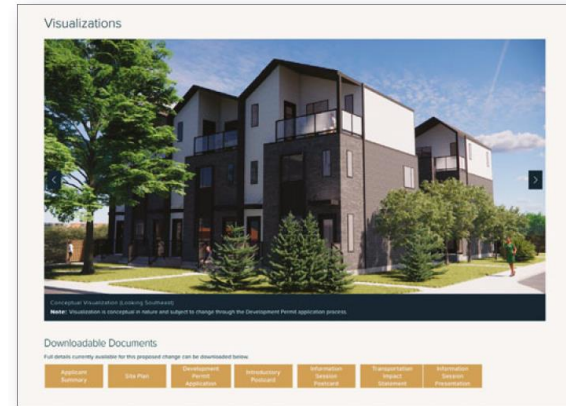 Visualizations
Conceptual Visualization (Looking Southeast)
Note: Visualization is conceptual in nature and subject to change through the Development Permit application process.
Downloadable Documents
Full details currently available for this proposed change can be downloaded below.
Applicant Summary
Site Plan
Development Permit Application
Introductory Postcard
Information Session Postcard
Transportation Impact Statement
Information Session Presentation